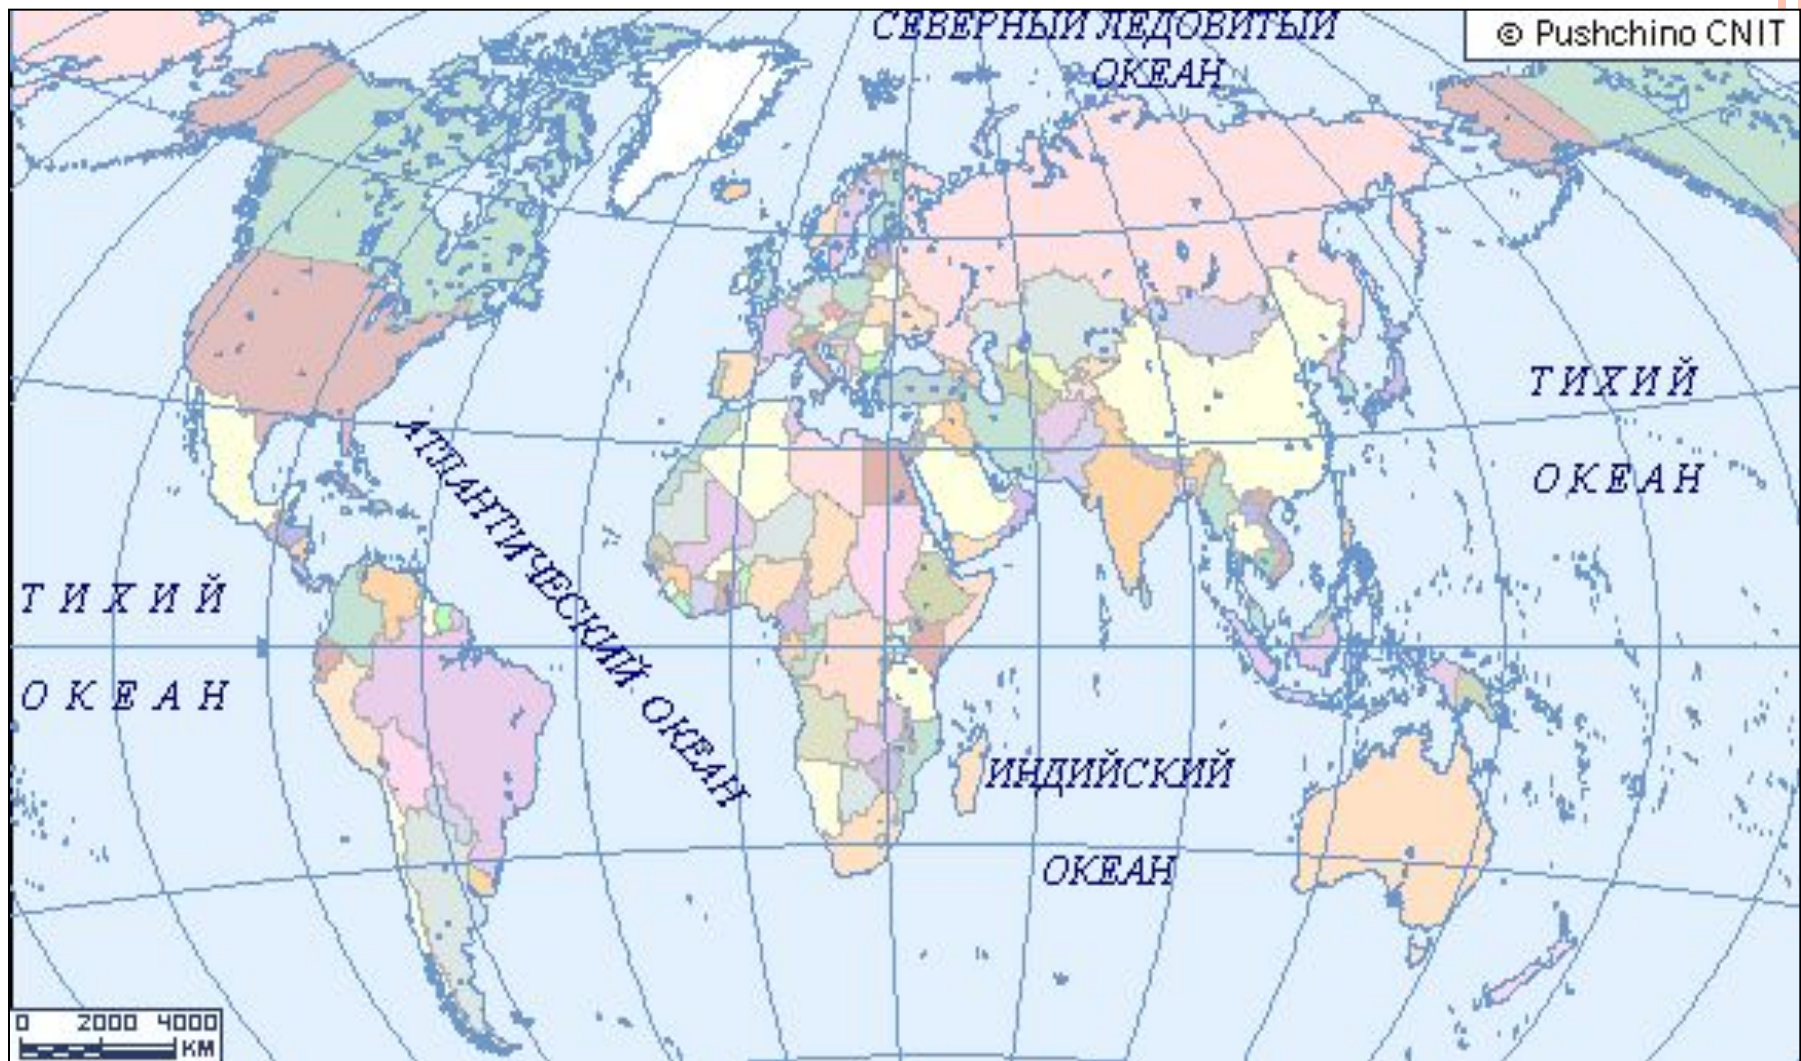 СЕВЕРНЫЙ ЛЕДОВИТЫЙ
ОКЕАН
© Pushchino CNIT
ТИХИЙ
ОКЕАН
АТЛАНТИЧЕСКИЙ ОКЕАН
ТИХИЙ
ОКЕАН
ИНДИЙСКИЙ
ОКЕАН
0 2000 4000
КМ